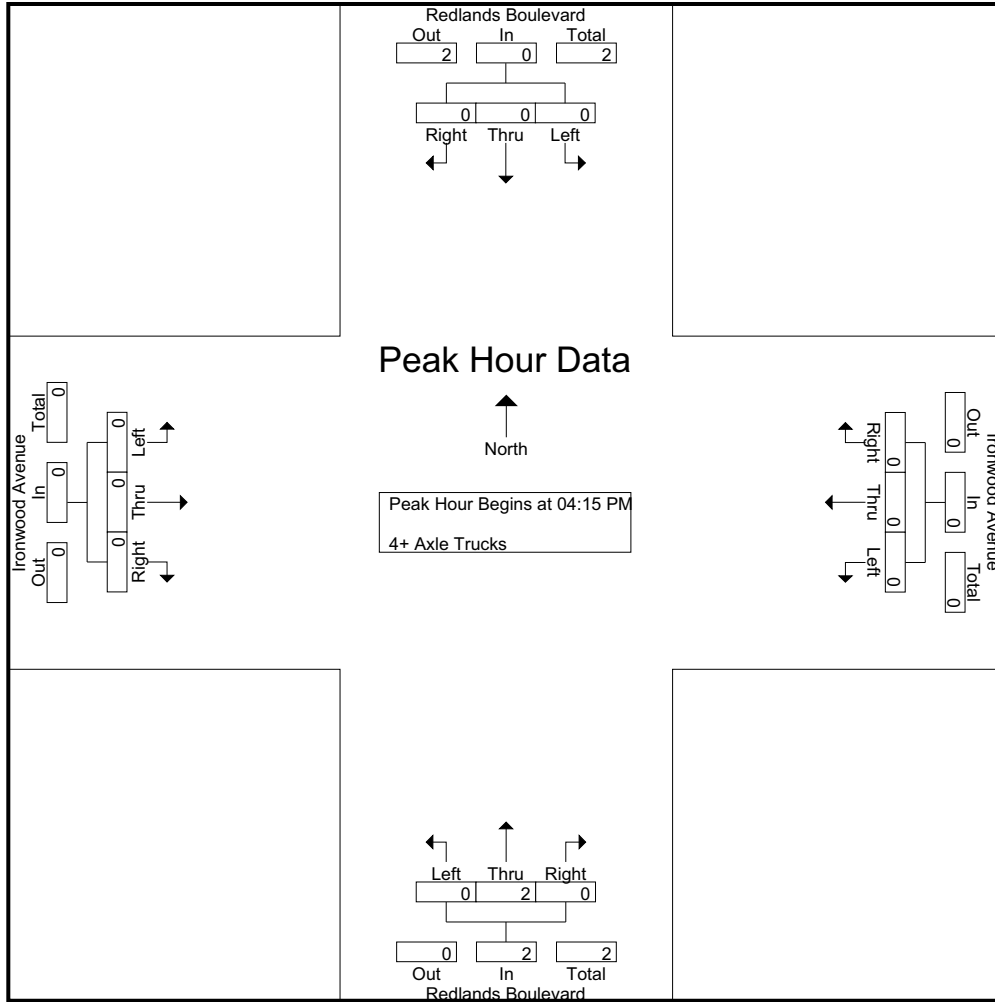 Redlands Boulevard
Out In Total
2 0 2
0 0 0
Right Thru Left
Peak Hour Data
North
Peak Hour Begins at 04:15 PM
4+ Axle Trucks
Ironwood Avenue
Out In Total
0 0 0
0 0 0
Right Thru Left
Ironwood Avenue
Out In Total
0 0 0
0 0 0
Right Thru Left
Left Thru Right
0 2 0
0 2 2
Out In Total
Redlands Boulevard